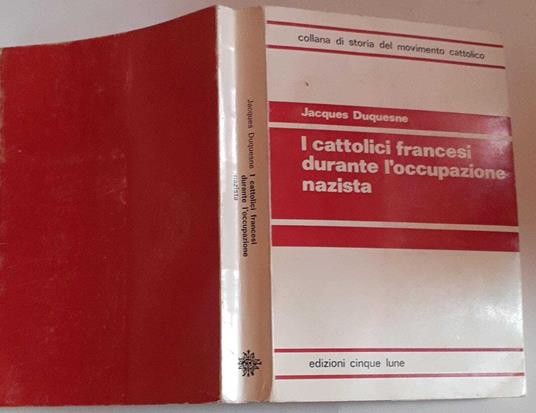 collana di storia del movimento cattolico
Jacques Duquesne
I cattolici francesi
durante l'occupazione
nazista
edizioni cinque lune
Jacques Duquesne I cattolici francesi
durante l'occupazione
nazista